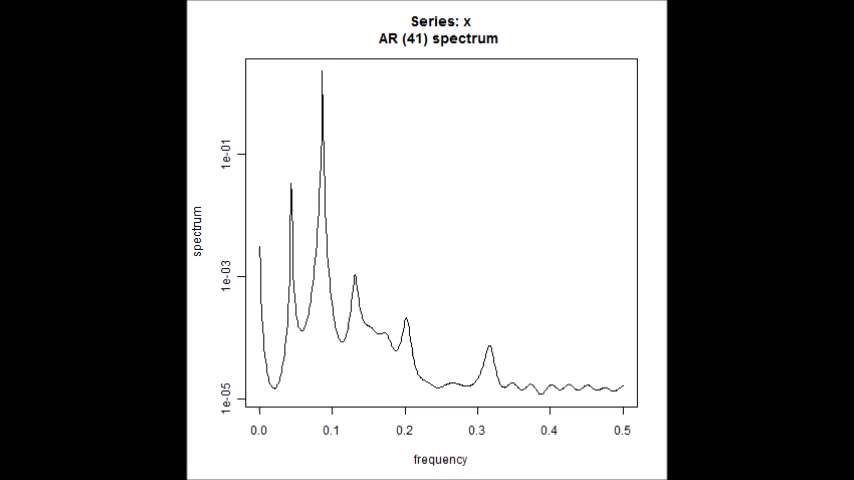 Series: x
AR (41) spectrum
spectrum
1e-01
1e-03
1e-05
0.0 0.1 0.2 0.3 0.4 0.5
frequency